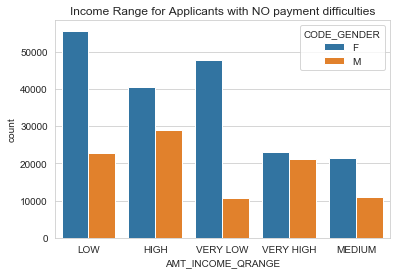 Income Range for Applicants with NO payment difficulties
CODE_GENDER
F
M
50000
40000
30000
20000
10000
0
count
LOW HIGH VERY LOW VERY HIGH MEDIUM
AMT_INCOME_QRANGE